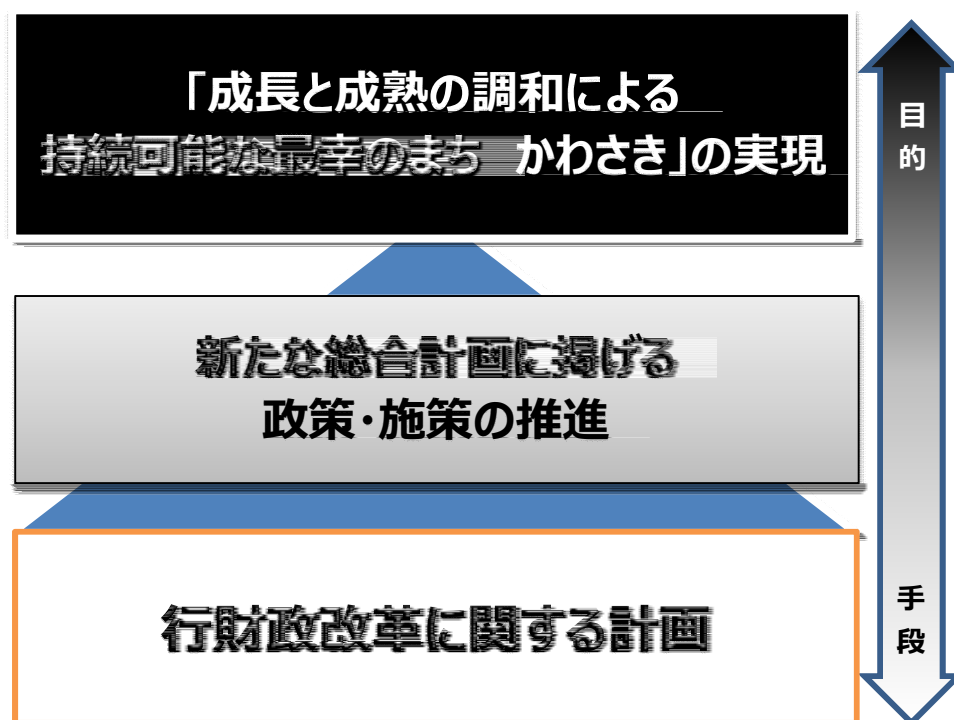 「成長と成熟の調和による
持続可能な最幸のまち かわさき」の実現
新たな総合計画に掲げる
政策・施策の推進
行財政改革に関する計画
目的
手段